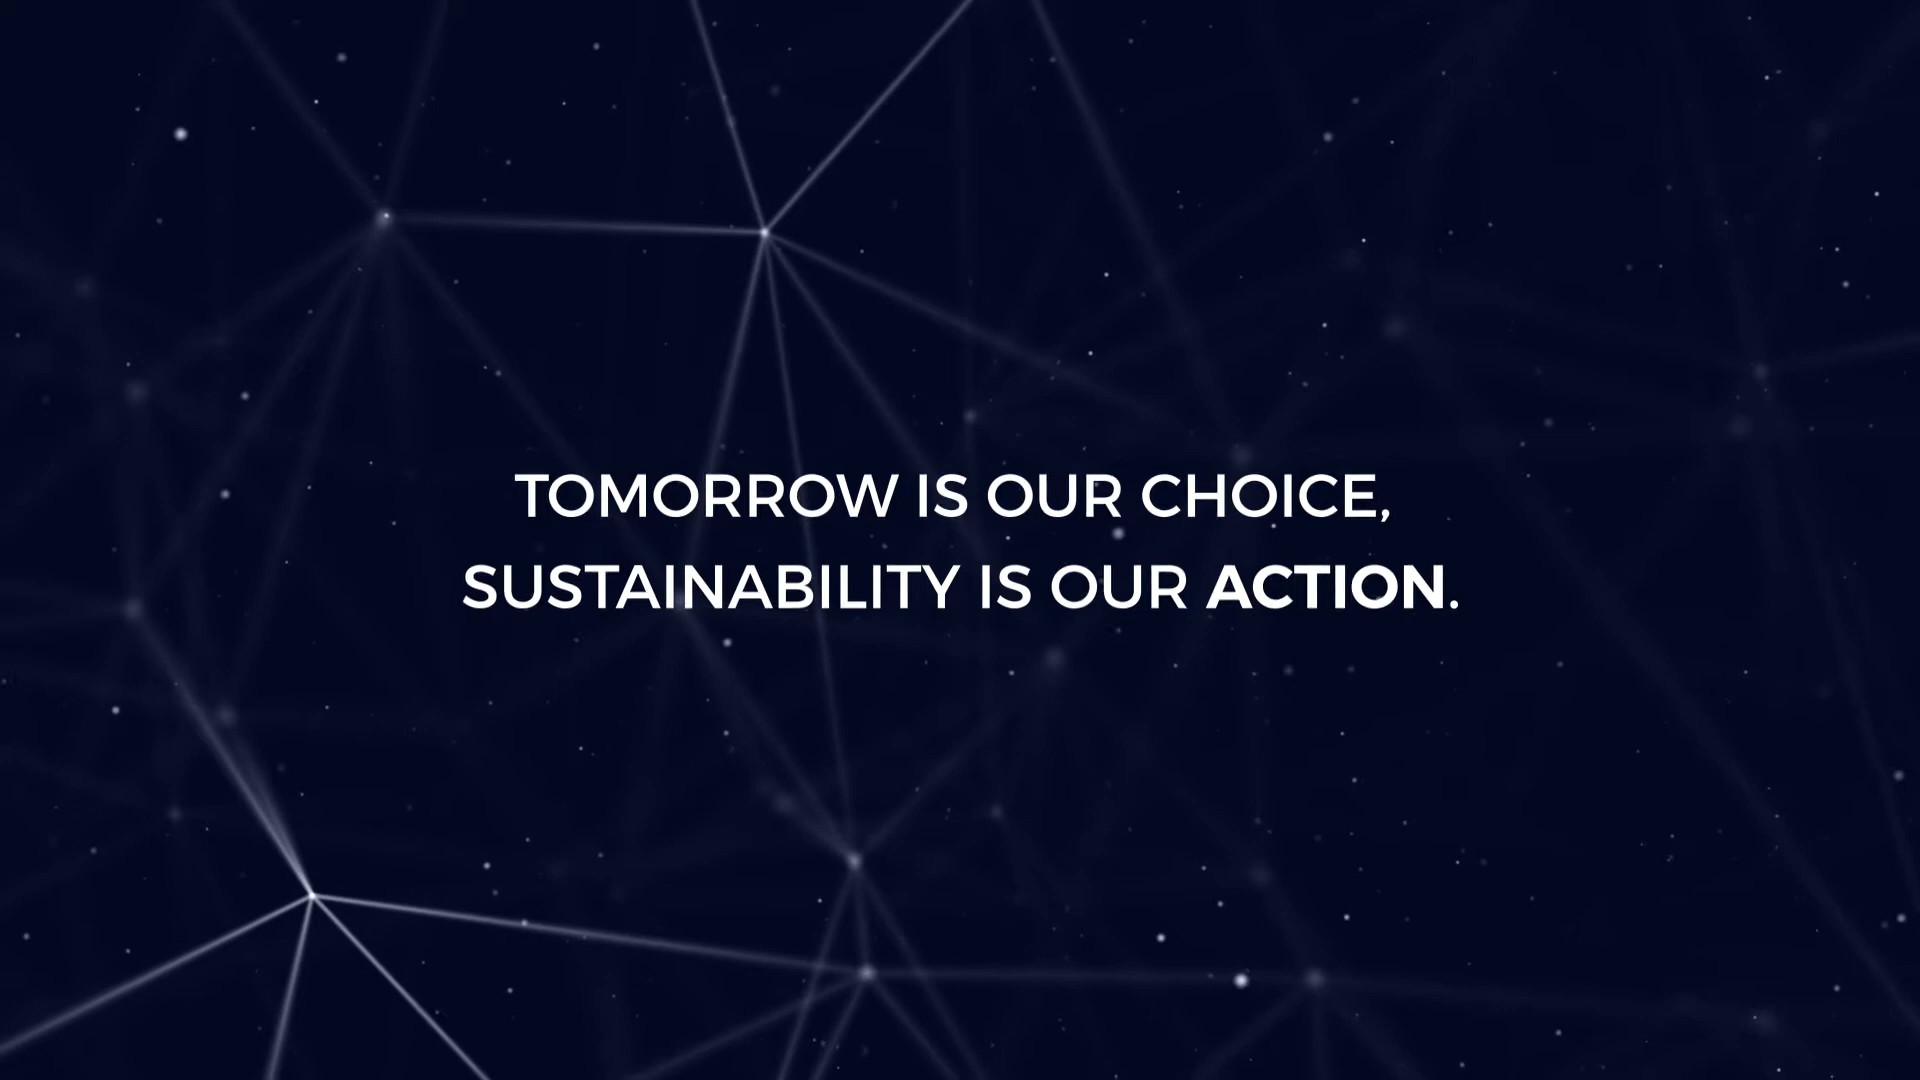 TOMORROW IS OUR CHOICE,
SUSTAINABILITY IS OUR ACTION.